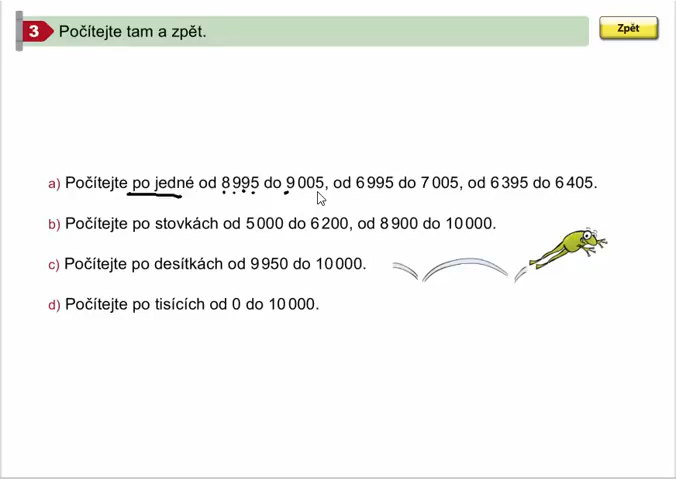 3 Počítejte tam a zpět.
Zpět
a) Počítejte po jedné od 8 995 do 9 005, od 6 995 do 7 005, od 6 395 do 6 405.
b) Počítejte po stovkách od 5 000 do 6 200, od 8 900 do 10 000.
c) Počítejte po desítkách od 9 950 do 10 000.
d) Počítejte po tisících od 0 do 10 000.